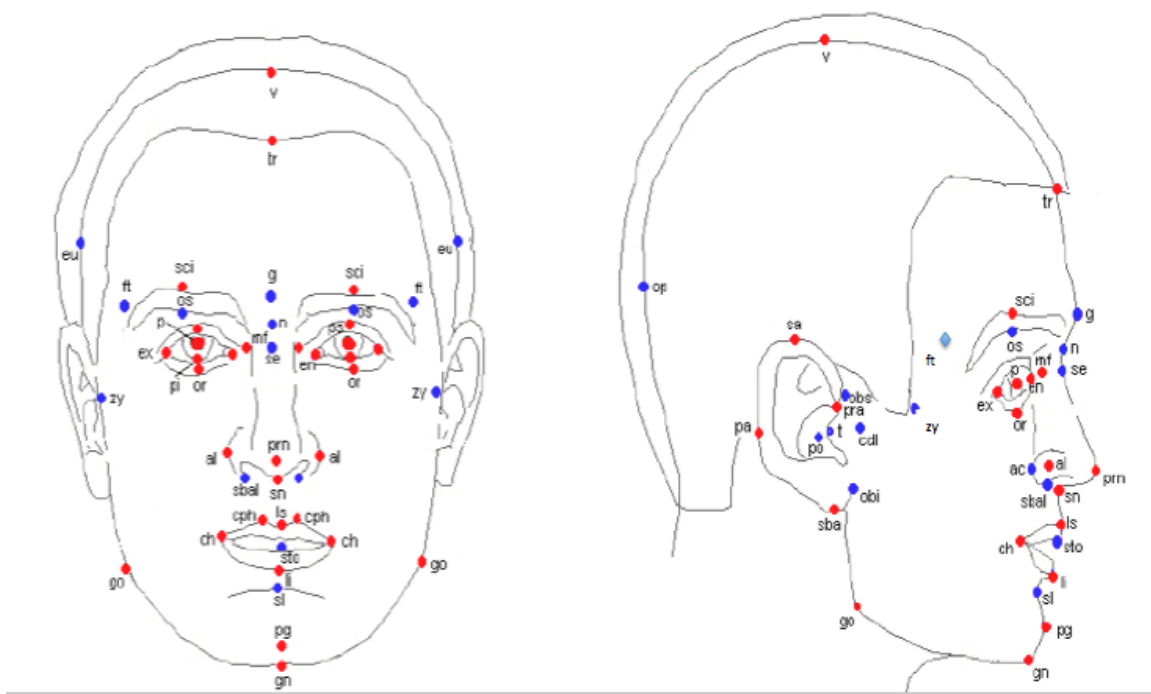 v
tr
eu
eu
sci
g
sci
ft
ft
os
os
p
n
ps
mf
ex
se
en
pi
or
or
zy
zy
al
prn
al
sbal
sn
cph
ls
cph
ch
ch
sto
go
li
go
sl
pg
gn
v
tr
op
sci
g
sa
os
n
ft
mf
p
se
en
obs
ex
pra
or
pa
t
zy
po
cdl
ac
al
prn
sbal
sn
obi
sba
ls
ch
sto
li
sl
go
pg
gn